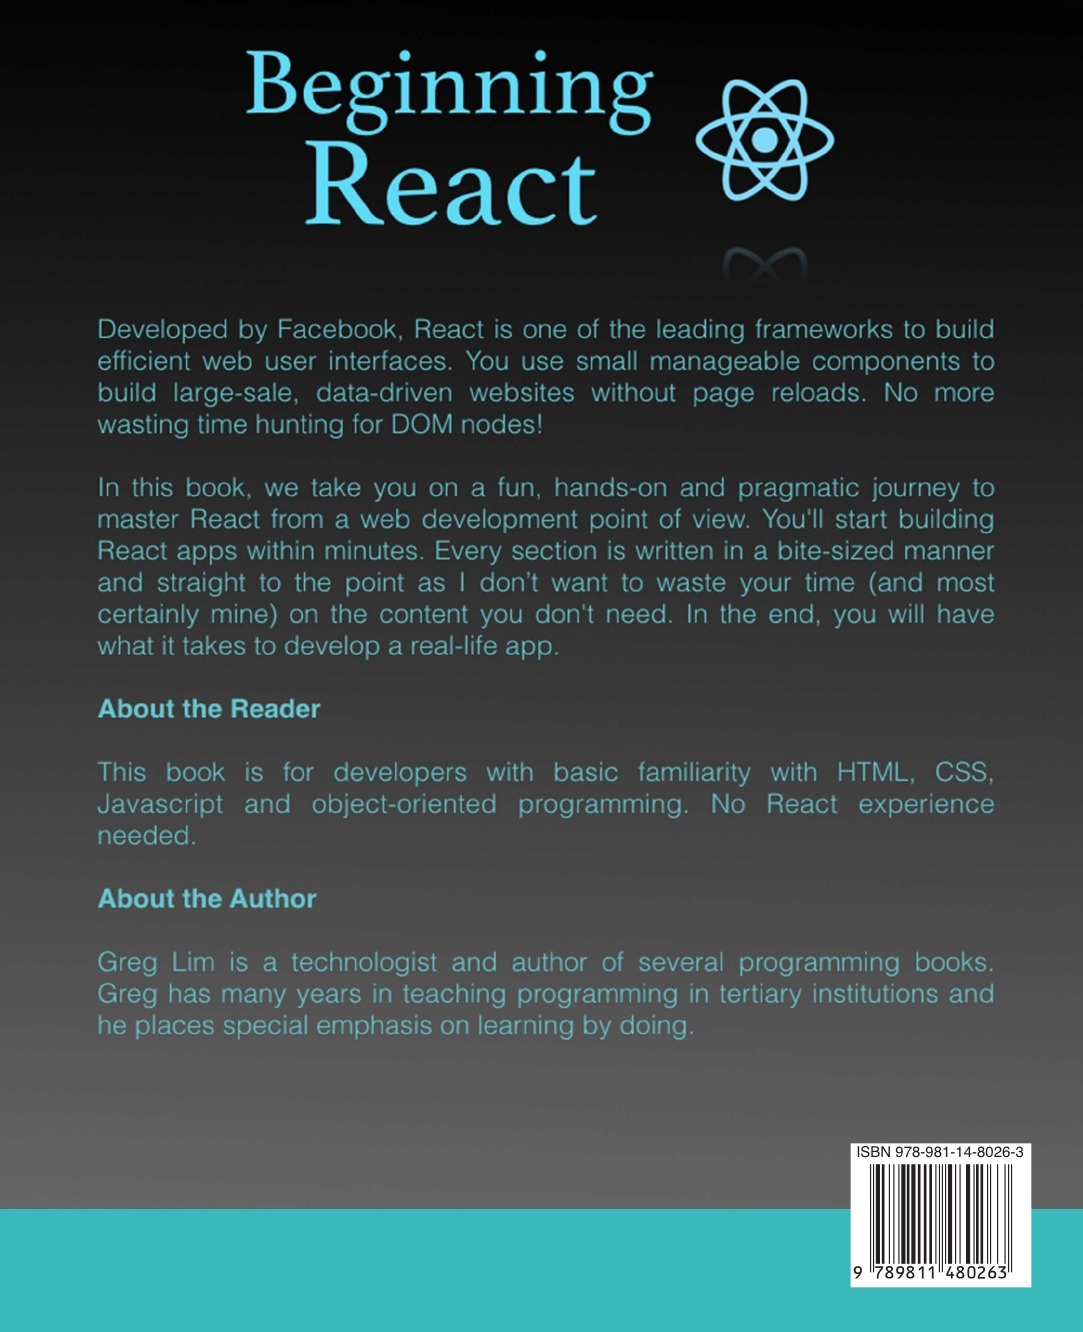 Beginning
React
Developed by Facebook, React is one of the leading frameworks to build
efficient web user interfaces. You use small manageable components to
build large-sale, data-driven websites without page reloads. No more
wasting time hunting for DOM nodes!
In this book, we take you on a fun, hands-on and pragmatic journey to
master React from a web development point of view. You'll start building
React apps within minutes. Every section is written in a bite-sized manner
and straight to the point as I don't want to waste your time (and most
certainly mine) on the content you don't need. In the end, you will have
what it takes to develop a real-life app.
About the Reader
This book is for developers with basic familiarity with HTML, CSS,
Javascript and object-oriented programming. No React experience
needed.
About the Author
Greg Lim is a technologist and author of several programming books.
Greg has many years in teaching programming in tertiary institutions and
he places special emphasis on learning by doing.
ISBN 978-981-14-8026-3
9 789811 480263